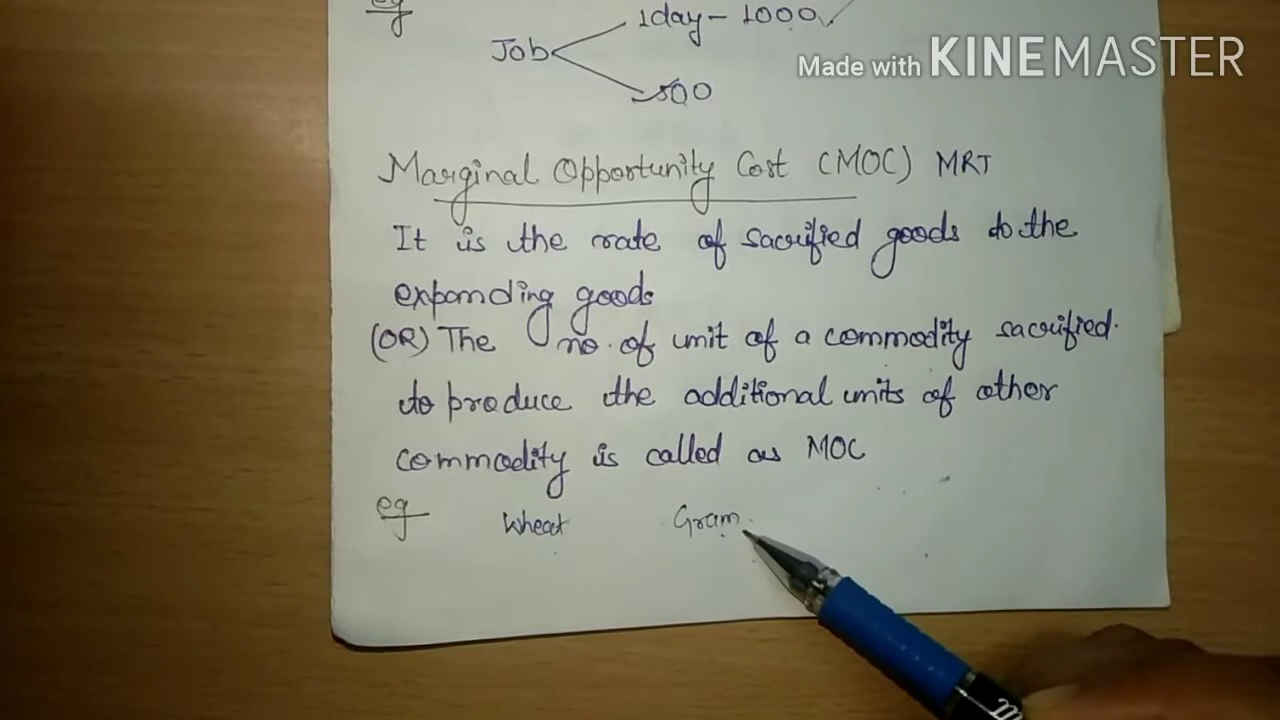 eg
1day - 1000
Made with KINEMASTER
Job
500
Marginal Opportunity Cost (MOC) MRT
It is the rate of sacrified goods to the
expanding goods
(OR) The no. of unit of a commodity sacrified.
to produce the additional units of other
commodity is called as MOC
eg Wheat Gram
m